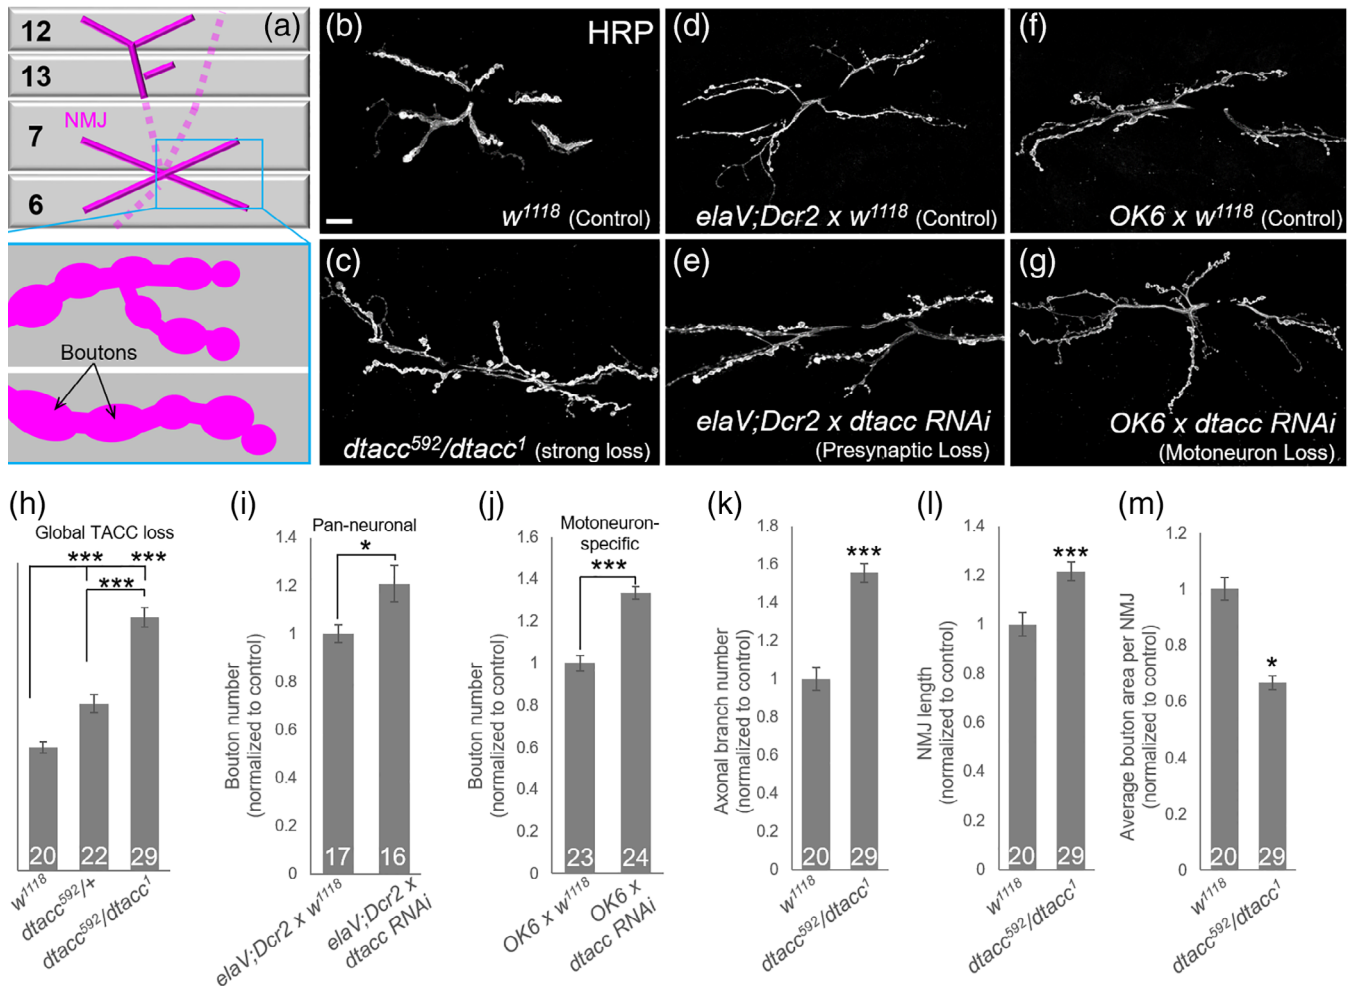 (a)
12
13
NMJ
7
6
Boutons
(b)
HRP
w1118 (Control)
(c)
dtacc592/dtacc1 (strong loss)
(d)
elaV;Dcr2 x w1118 (Control)
(e)
elaV;Dcr2 x dtacc RNAi
(Presynaptic Loss)
(f)
OK6 x w1118 (Control)
(g)
OK6 x dtacc RNAi
(Motoneuron Loss)
(h)
Global TACC loss
***
***
***
20
22
29
w1118
dtacc592/+
dtacc592/dtacc1
(i)
Pan-neuronal
*
Bouton number
(normalized to control)
1.4
1.2
1
0.8
0.6
0.4
0.2
0
17
16
elaV;Dcr2 x w1118
elaV;Dcr2 x
dtacc RNAi
(j)
Motoneuron-
specific
***
Bouton number
(normalized to control)
1.6
1.4
1.2
1
0.8
0.6
0.4
0.2
0
23
24
OK6 x w1118
OK6 x
dtacc RNAi
(k)
***
Axonal branch number
(normalized to control)
1.8
1.6
1.4
1.2
1
0.8
0.6
0.4
0.2
0
20
29
w1118
dtacc592/dtacc1
(l)
***
NMJ length
(normalized to control)
1.4
1.2
1
0.8
0.6
0.4
0.2
0
20
29
w1118
dtacc592/dtacc1
(m)
*
Average bouton area per NMJ
(normalized to control)
1.2
1
0.8
0.6
0.4
0.2
0
20
29
w1118
dtacc592/dtacc1